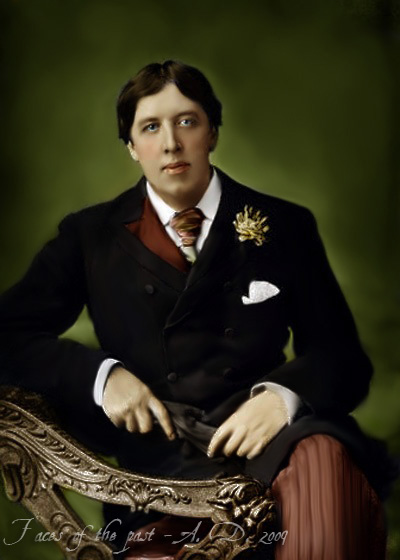 Faces of the past - A. D. 2009